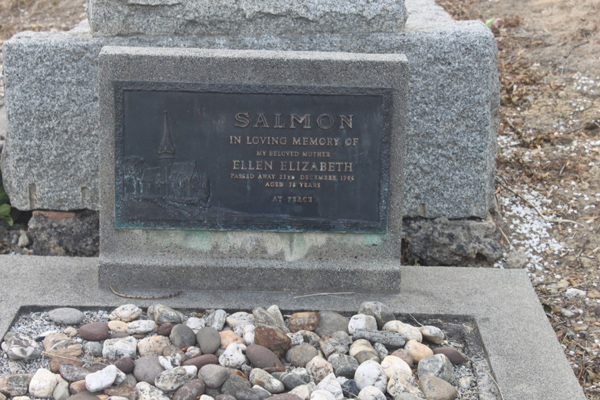 SALMON
IN LOVING MEMORY OF
MY BELOVED MOTHER
ELLEN ELIZABETH
PASSED AWAY DECEMBER
AGED YEARS
AT PEACE